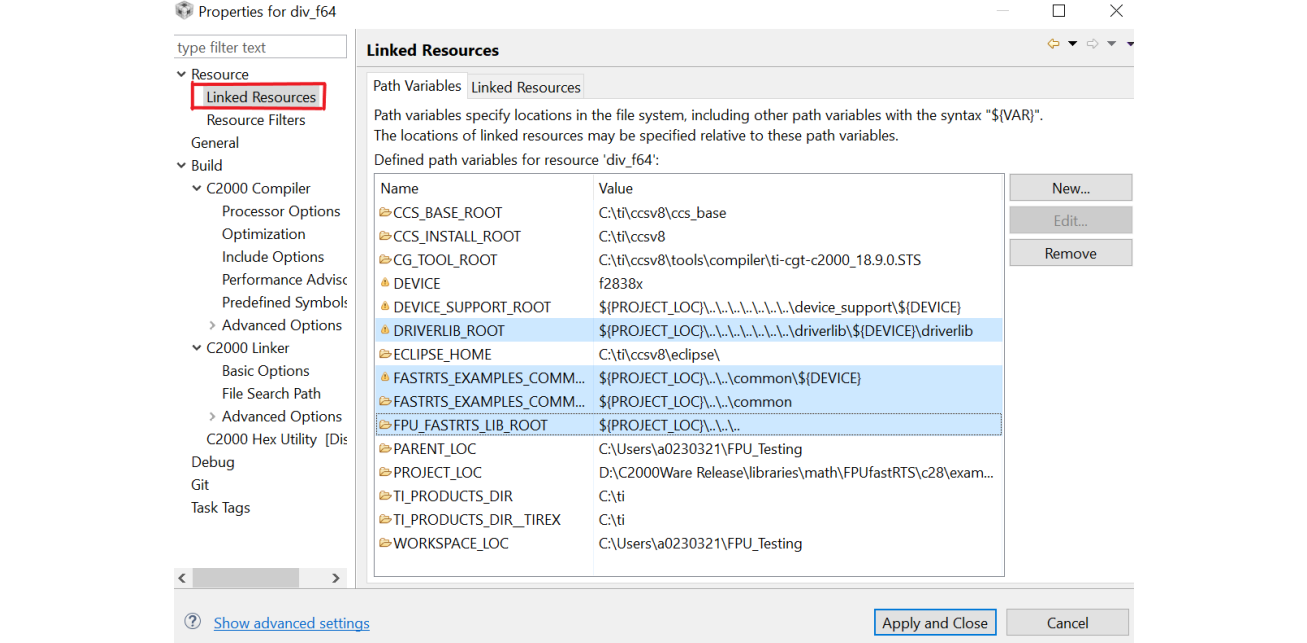 Properties for div_f64
type filter text
Resource
Linked Resources
Resource Filters
General
Build
C2000 Compiler
Processor Options
Optimization
Include Options
Performance Advisc
Predefined Symbols
Advanced Options
C2000 Linker
Basic Options
File Search Path
Advanced Options
C2000 Hex Utility [Dis
Debug
Git
Task Tags
Linked Resources
Path Variables Linked Resources
Path variables specify locations in the file system, including other path variables with the syntax "${VAR}".
The locations of linked resources may be specified relative to these path variables.
Defined path variables for resource 'div_f64':
Name Value
CCS_BASE_ROOT C:\ti\ccsv8\ccs_base
CCS_INSTALL_ROOT C:\ti\ccsv8
CG_TOOL_ROOT C:\ti\ccsv8\tools\compiler\ti-cgt-c2000_18.9.0.STS
DEVICE f2838x
DEVICE_SUPPORT_ROOT ${PROJECT_LOC}\..\..\..\..\..\..\..\device_support\${DEVICE}
DRIVERLIB_ROOT ${PROJECT_LOC}\..\..\..\..\..\..\..\driverlib\${DEVICE}\driverlib
ECLIPSE_HOME C:\ti\ccsv8\eclipse\
FASTRTS_EXAMPLES_COMM... ${PROJECT_LOC}\..\..\common\${DEVICE}
FASTRTS_EXAMPLES_COMM... ${PROJECT_LOC}\..\..\common
FPU_FASTRTS_LIB_ROOT ${PROJECT_LOC}\..\..\..
PARENT_LOC C:\Users\a0230321\FPU_Testing
PROJECT_LOC D:\C2000Ware Release\libraries\math\FPUfastRTS\c28\exam...
TI_PRODUCTS_DIR C:\ti
TI_PRODUCTS_DIR__TIREX C:\ti
WORKSPACE_LOC C:\Users\a0230321\FPU_Testing
New...
Edit...
Remove
Show advanced settings
Apply and Close
Cancel